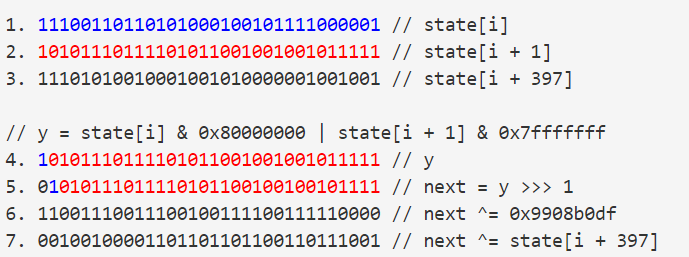 1. 11100110110101000100101111000001 // state[i]
2. 10101110111101011001001001011111 // state[i + 1]
3. 11101010010001001010000001001001 // state[i + 397]
// y = state[i] & 0x80000000 | state[i + 1] & 0x7fffffff
4. 10101110111101011001001001011111 // y
5. 01010111011110101100100100101111 // next = y >>> 1
6. 11001110011100100111100111110000 // next ^= 0x9908b0df
7. 00100100001101101101100110111001 // next ^= state[i + 397]